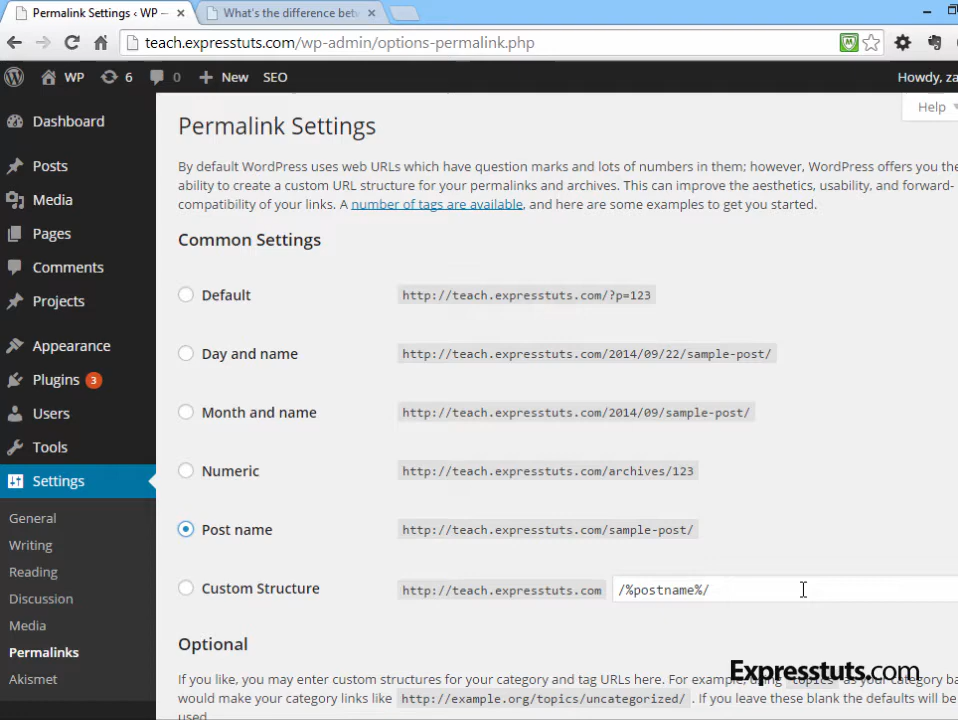 Permalink Settings ‹ WP –
What's the difference bet
teach.expresstuts.com/wp-admin/options-permalink.php
WP 6 0 New SEO
Howdy, za
Help
Dashboard
Posts
Media
Pages
Comments
Projects
Appearance
Plugins 3
Users
Tools
Settings
General
Writing
Reading
Discussion
Media
Permalinks
Akismet
Permalink Settings
By default WordPress uses web URLs which have question marks and lots of numbers in them; however, WordPress offers you the
ability to create a custom URL structure for your permalinks and archives. This can improve the aesthetics, usability, and forward-
compatibility of your links. A number of tags are available, and here are some examples to get you started.
Common Settings
Default http://teach.expresstuts.com/?p=123
Day and name http://teach.expresstuts.com/2014/09/22/sample-post/
Month and name http://teach.expresstuts.com/2014/09/sample-post/
Numeric http://teach.expresstuts.com/archives/123
Post name http://teach.expresstuts.com/sample-post/
Custom Structure http://teach.expresstuts.com /%postname%/
Optional
If you like, you may enter custom structures for your category and tag URLs here. For example, using topics as your category ba
would make your category links like http://example.org/topics/uncategorized/ . If you leave these blank the defaults will be
used.
Expresstuts.com